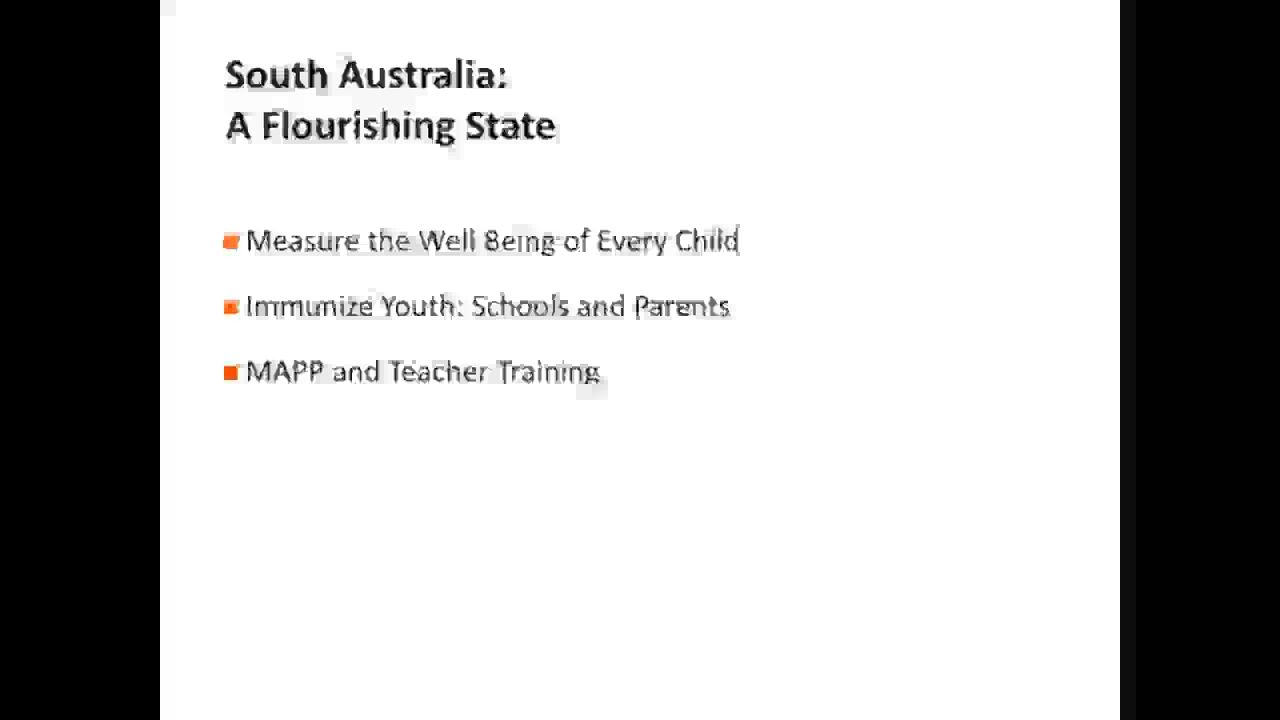 South Australia:
A Flourishing State
Measure the Well Being of Every Child
Immunize Youth: Schools and Parents
MAPP and Teacher Training